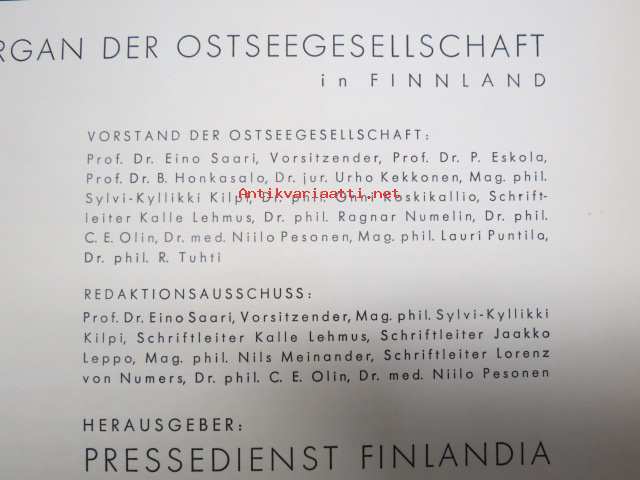 RGAN DER OSTSEEGESELLSCHAFT
in FINNLAND
VORSTAND DER OSTSEEGESELLSCHAFT:
Prof. Dr. Eino Saari, Vorsitzender, Prof. Dr. P. Eskola,
Prof. Dr. B. Honkasalo, Dr. jur. Urho Kekkonen, Mag. phil.
Antikvariaatti.net
Sylvi-Kyllikki Kilpi, Dr. phil. Onni Koskikallio, Schrift-
leiter Kalle Lehmus, Dr. phil. Ragnar Numelin, Dr. phil.
C. E. Olin, Dr. med. Niilo Pesonen, Mag. phil. Lauri Puntila,
Dr. phil. R. Tuhti
REDAKTIONSAUSSCHUSS:
Prof. Dr. Eino Saari, Vorsitzender, Mag. phil. Sylvi-Kyllikki
Kilpi, Schriftleiter Kalle Lehmus, Schriftleiter Jaakko
Leppo, Mag. phil. Nils Meinander, Schriftleiter Lorenz
von Numers, Dr. phil. C. E. Olin, Dr. med. Niilo Pesonen
HERAUSGEBER:
PRESSEDIENST FINLANDIA